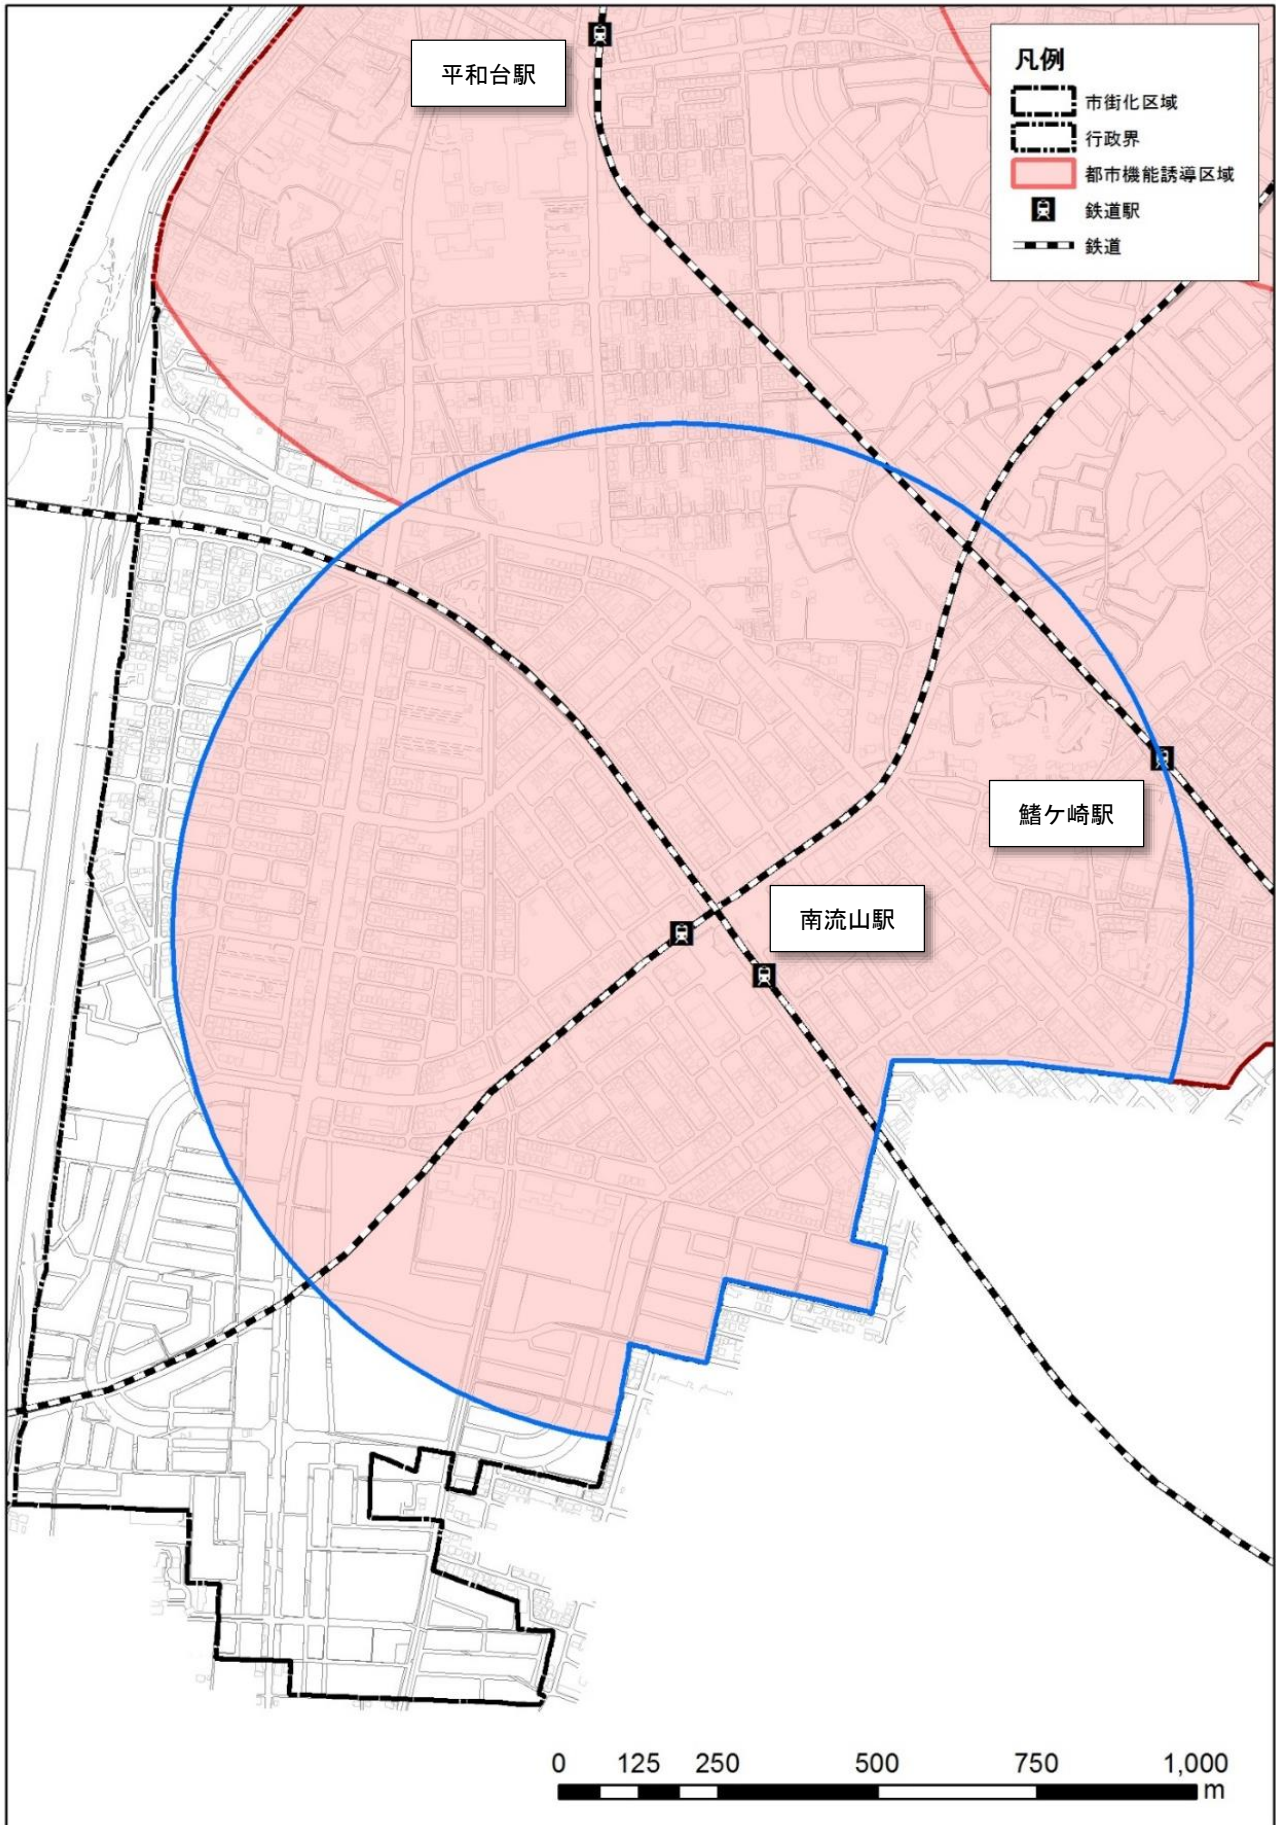 平和台駅
凡例
市街化区域
行政界
都市機能誘導区域
鉄道駅
鉄道
鰭ケ崎駅
南流山駅
0 125 250 500 750 1,000
m